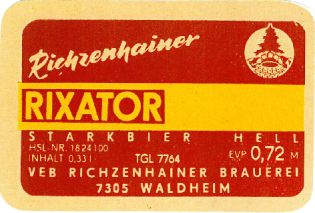 Richzenhainer
RIXATOR
STARKBIER HELL
HSL-NR. 1824100
INHALT 0,33 l TGL 7764 EVP 0,72 M
VEB RICHZENHAINER BRAUEREI
7305 WALDHEIM